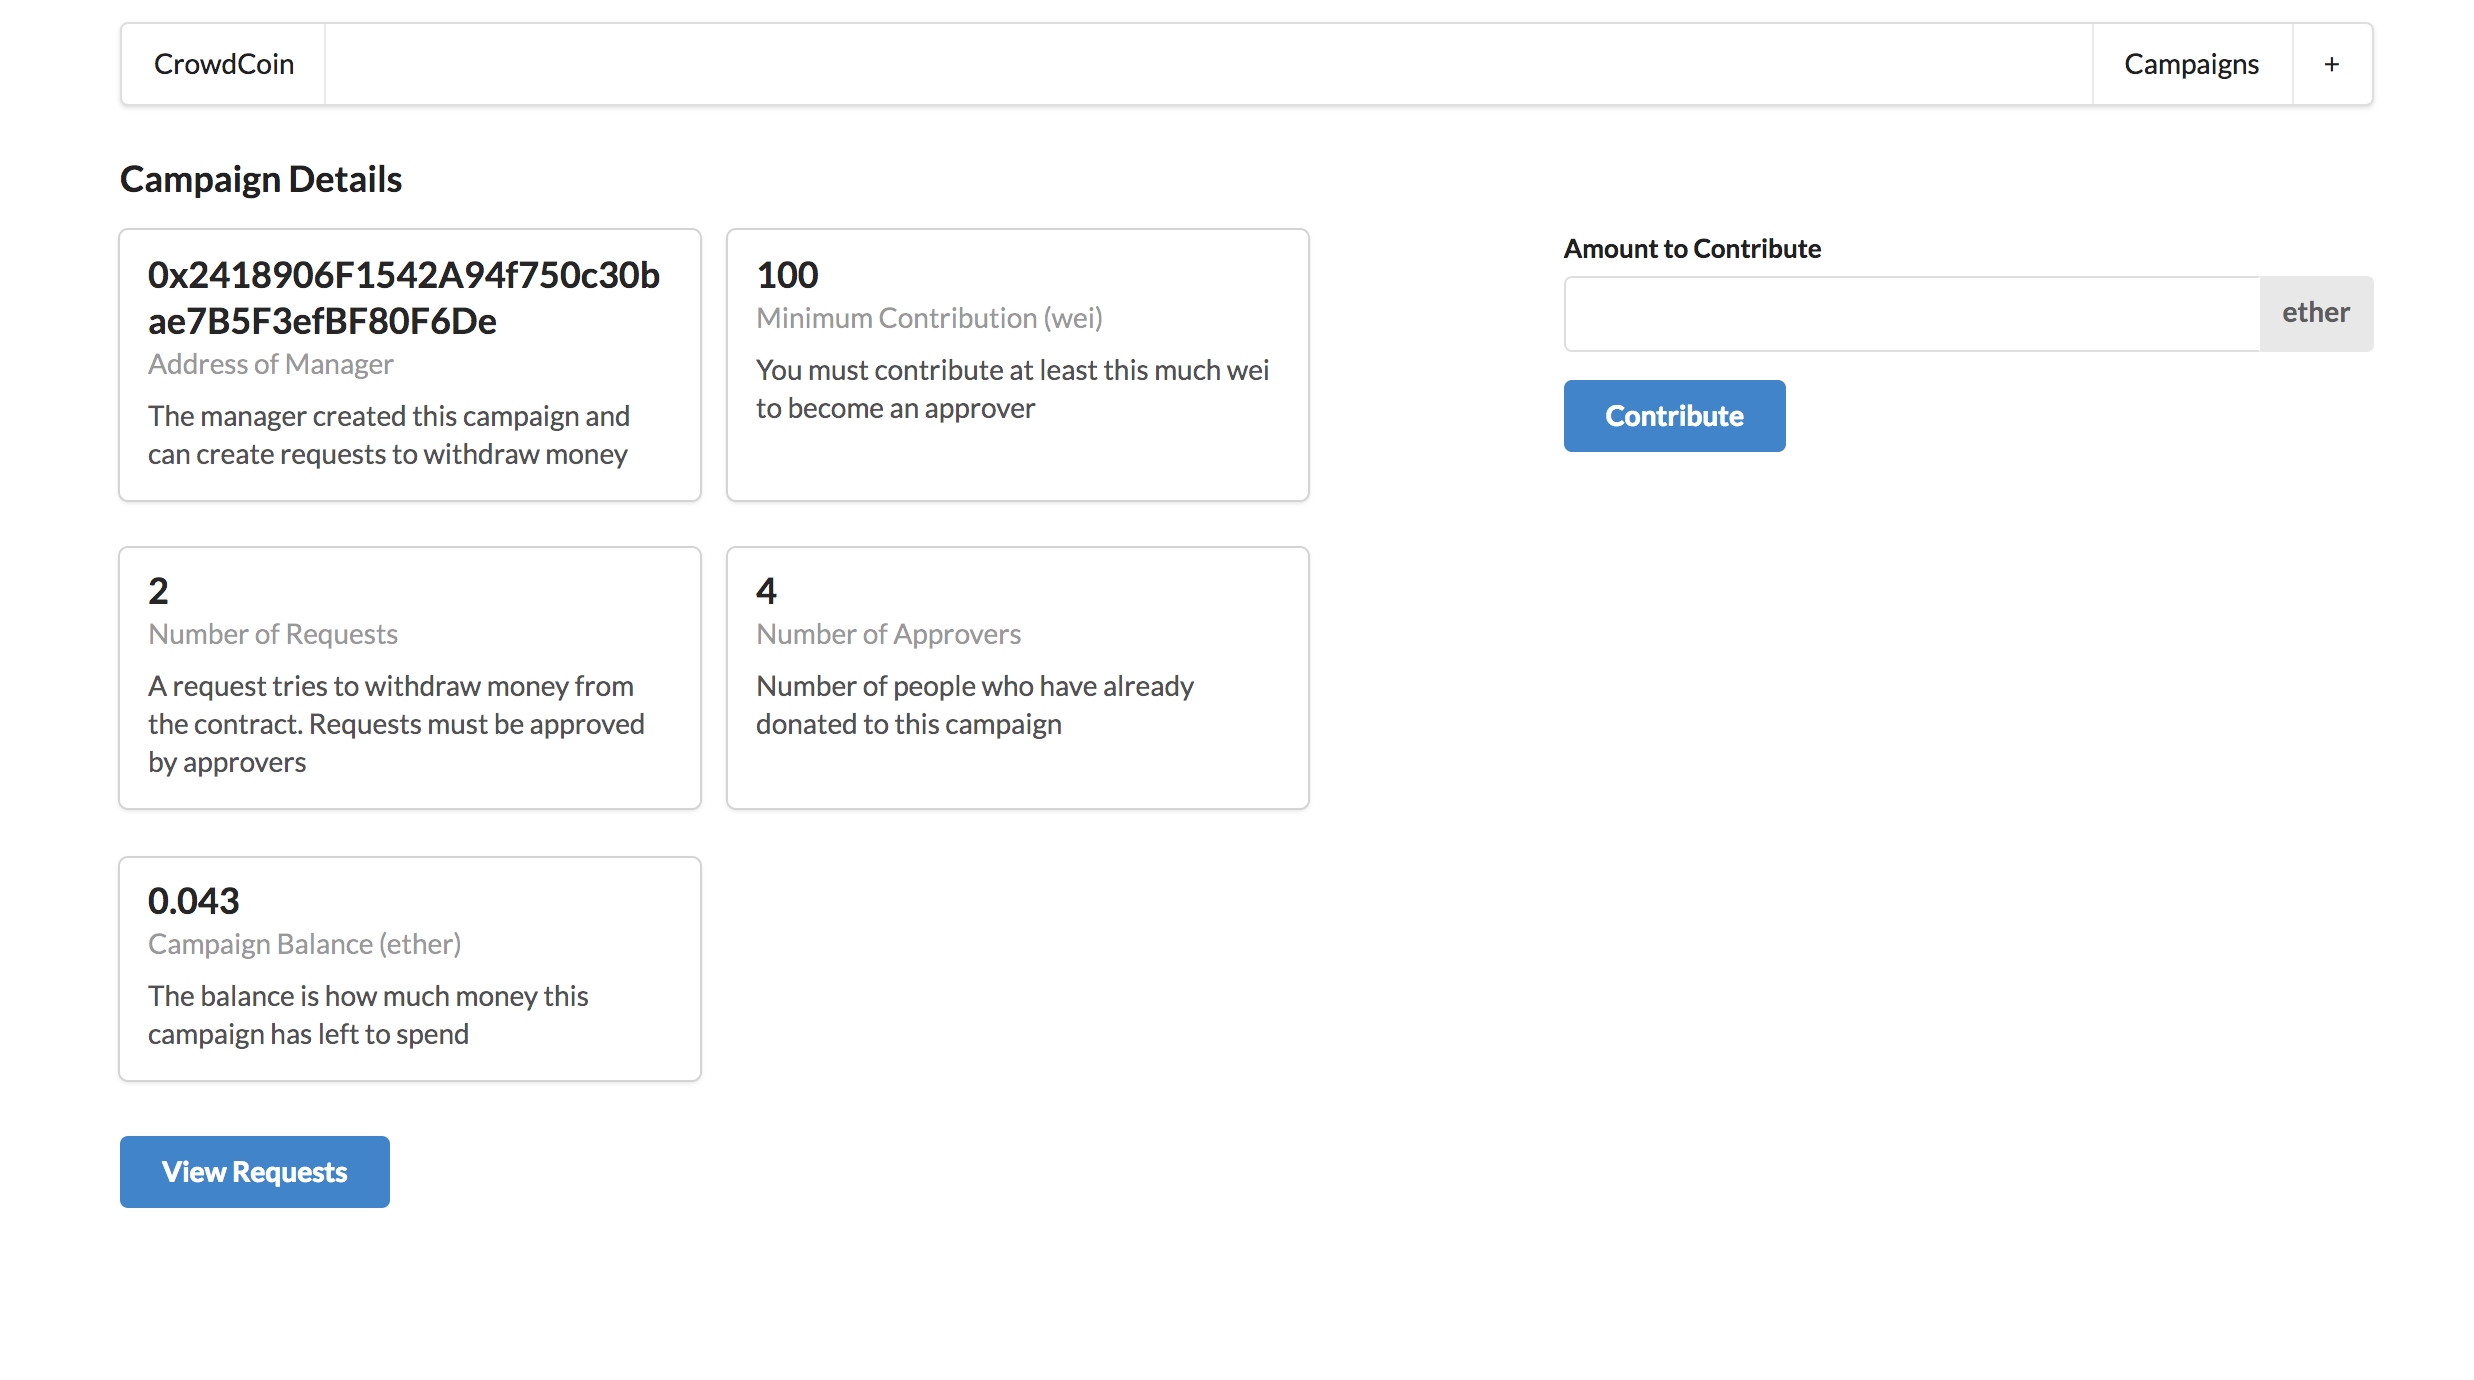 CrowdCoin
Campaigns
+
Campaign Details
0x2418906F1542A94f750c30b
ae7B5F3efBF80F6De
Address of Manager
The manager created this campaign and
can create requests to withdraw money
100
Minimum Contribution (wei)
You must contribute at least this much wei
to become an approver
Amount to Contribute
ether
Contribute
2
Number of Requests
A request tries to withdraw money from
the contract. Requests must be approved
by approvers
4
Number of Approvers
Number of people who have already
donated to this campaign
0.043
Campaign Balance (ether)
The balance is how much money this
campaign has left to spend
View Requests